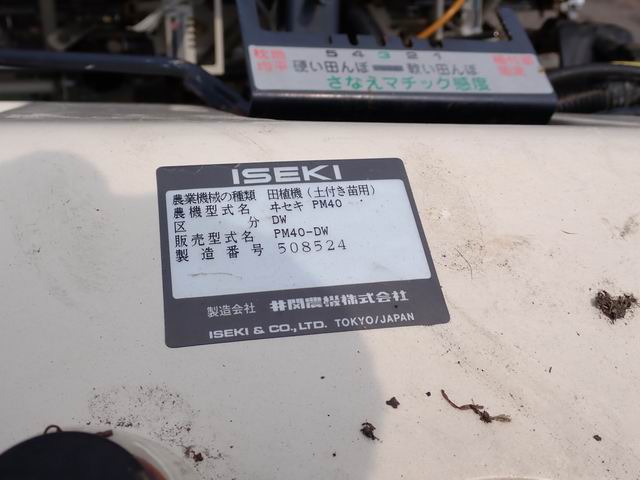 5 4 3 2 1
硬い田んぼ 軟い田んぼ
さなえマチック感度
ISEKI
農業機械の種類 田植機(土付き苗用)
農機型式名 ヰセキ PM40
区分 DW
販売型式名 PM40-DW
製造番号 508524
製造会社 井関農機株式会社
ISEKI & CO., LTD. TOKYO/JAPAN